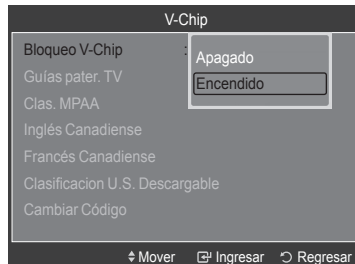 V-Chip
Bloqueo V-Chip :
Apagado
Encendido
Guías pater. TV
Clas. MPAA
Inglés Canadiense
Francés Canadiense
Clasificacion U.S. Descargable
Cambiar Código
Mover Ingresar Regresar